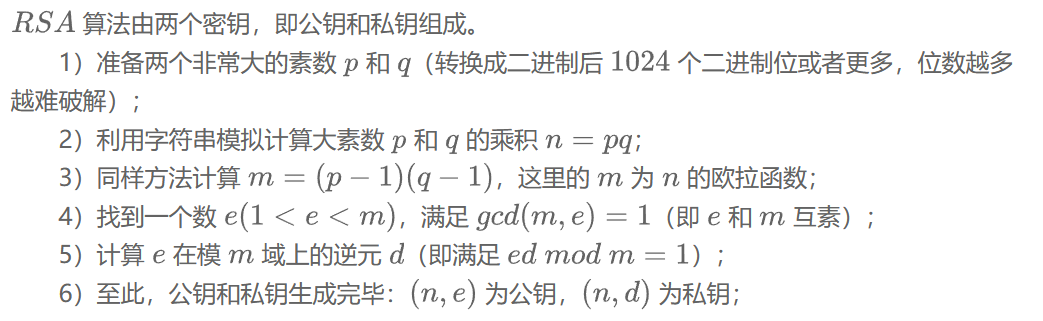 RSA 算法由两个密钥，即公钥和私钥组成。
1）准备两个非常大的素数 p 和 q（转换成二进制后 1024 个二进制位或者更多，位数越多
越难破解）；
2）利用字符串模拟计算大素数 p 和 q 的乘积 n = pq；
3）同样方法计算 m = (p − 1)(q − 1)，这里的 m 为 n 的欧拉函数；
4）找到一个数 e(1 < e < m)，满足 gcd(m, e) = 1（即 e 和 m 互素）；
5）计算 e 在模 m 域上的逆元 d（即满足 ed mod m = 1）；
6）至此，公钥和私钥生成完毕：(n, e) 为公钥，(n, d) 为私钥；